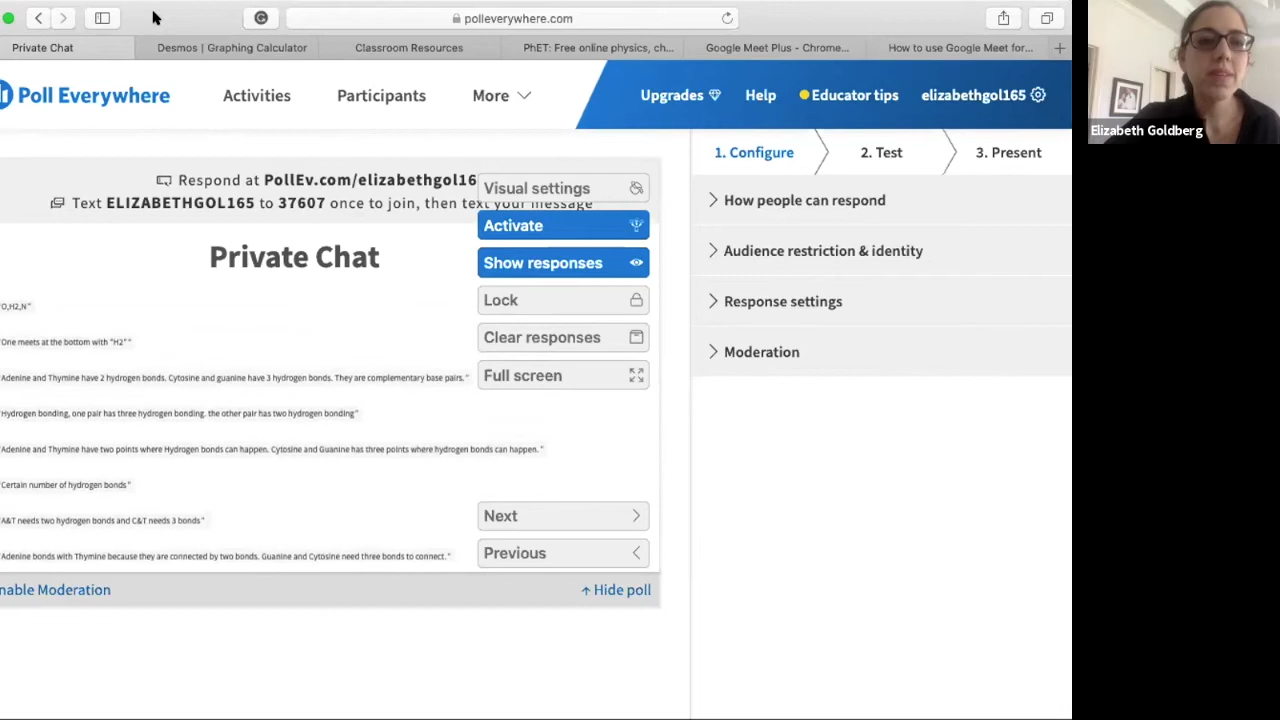 polleverywhere.com
Private Chat
Desmos | Graphing Calculator
Classroom Resources
PhET: Free online physics, ch...
Google Meet Plus - Chrome...
How to use Google Meet for...
Poll Everywhere
Activities
Participants
More
Upgrades
Help
Educator tips
elizabethgol165
Elizabeth Goldberg
1. Configure
2. Test
3. Present
Respond at PollEv.com/elizabethgol16
Text ELIZABETHGOL165 to 37607 once to join, then text your message
Visual settings
Activate
Show responses
Lock
Clear responses
Full screen
Next
Previous
Private Chat
"O,H2,N"
"One meets at the bottom with "H2""
"Adenine and Thymine have 2 hydrogen bonds. Cytosine and guanine have 3 hydrogen bonds. They are complementary base pairs."
"Hydrogen bonding, one pair has three hydrogen bonding. the other pair has two hydrogen bonding"
"Adenine and Thymine have two points where Hydrogen bonds can happen. Cytosine and Guanine has three points where hydrogen bonds can happen. "
"Certain number of hydrogen bonds"
"A&T needs two hydrogen bonds and C&T needs 3 bonds"
"Adenine bonds with Thymine because they are connected by two bonds. Guanine and Cytosine need three bonds to connect."
nable Moderation
Hide poll
How people can respond
Audience restriction & identity
Response settings
Moderation